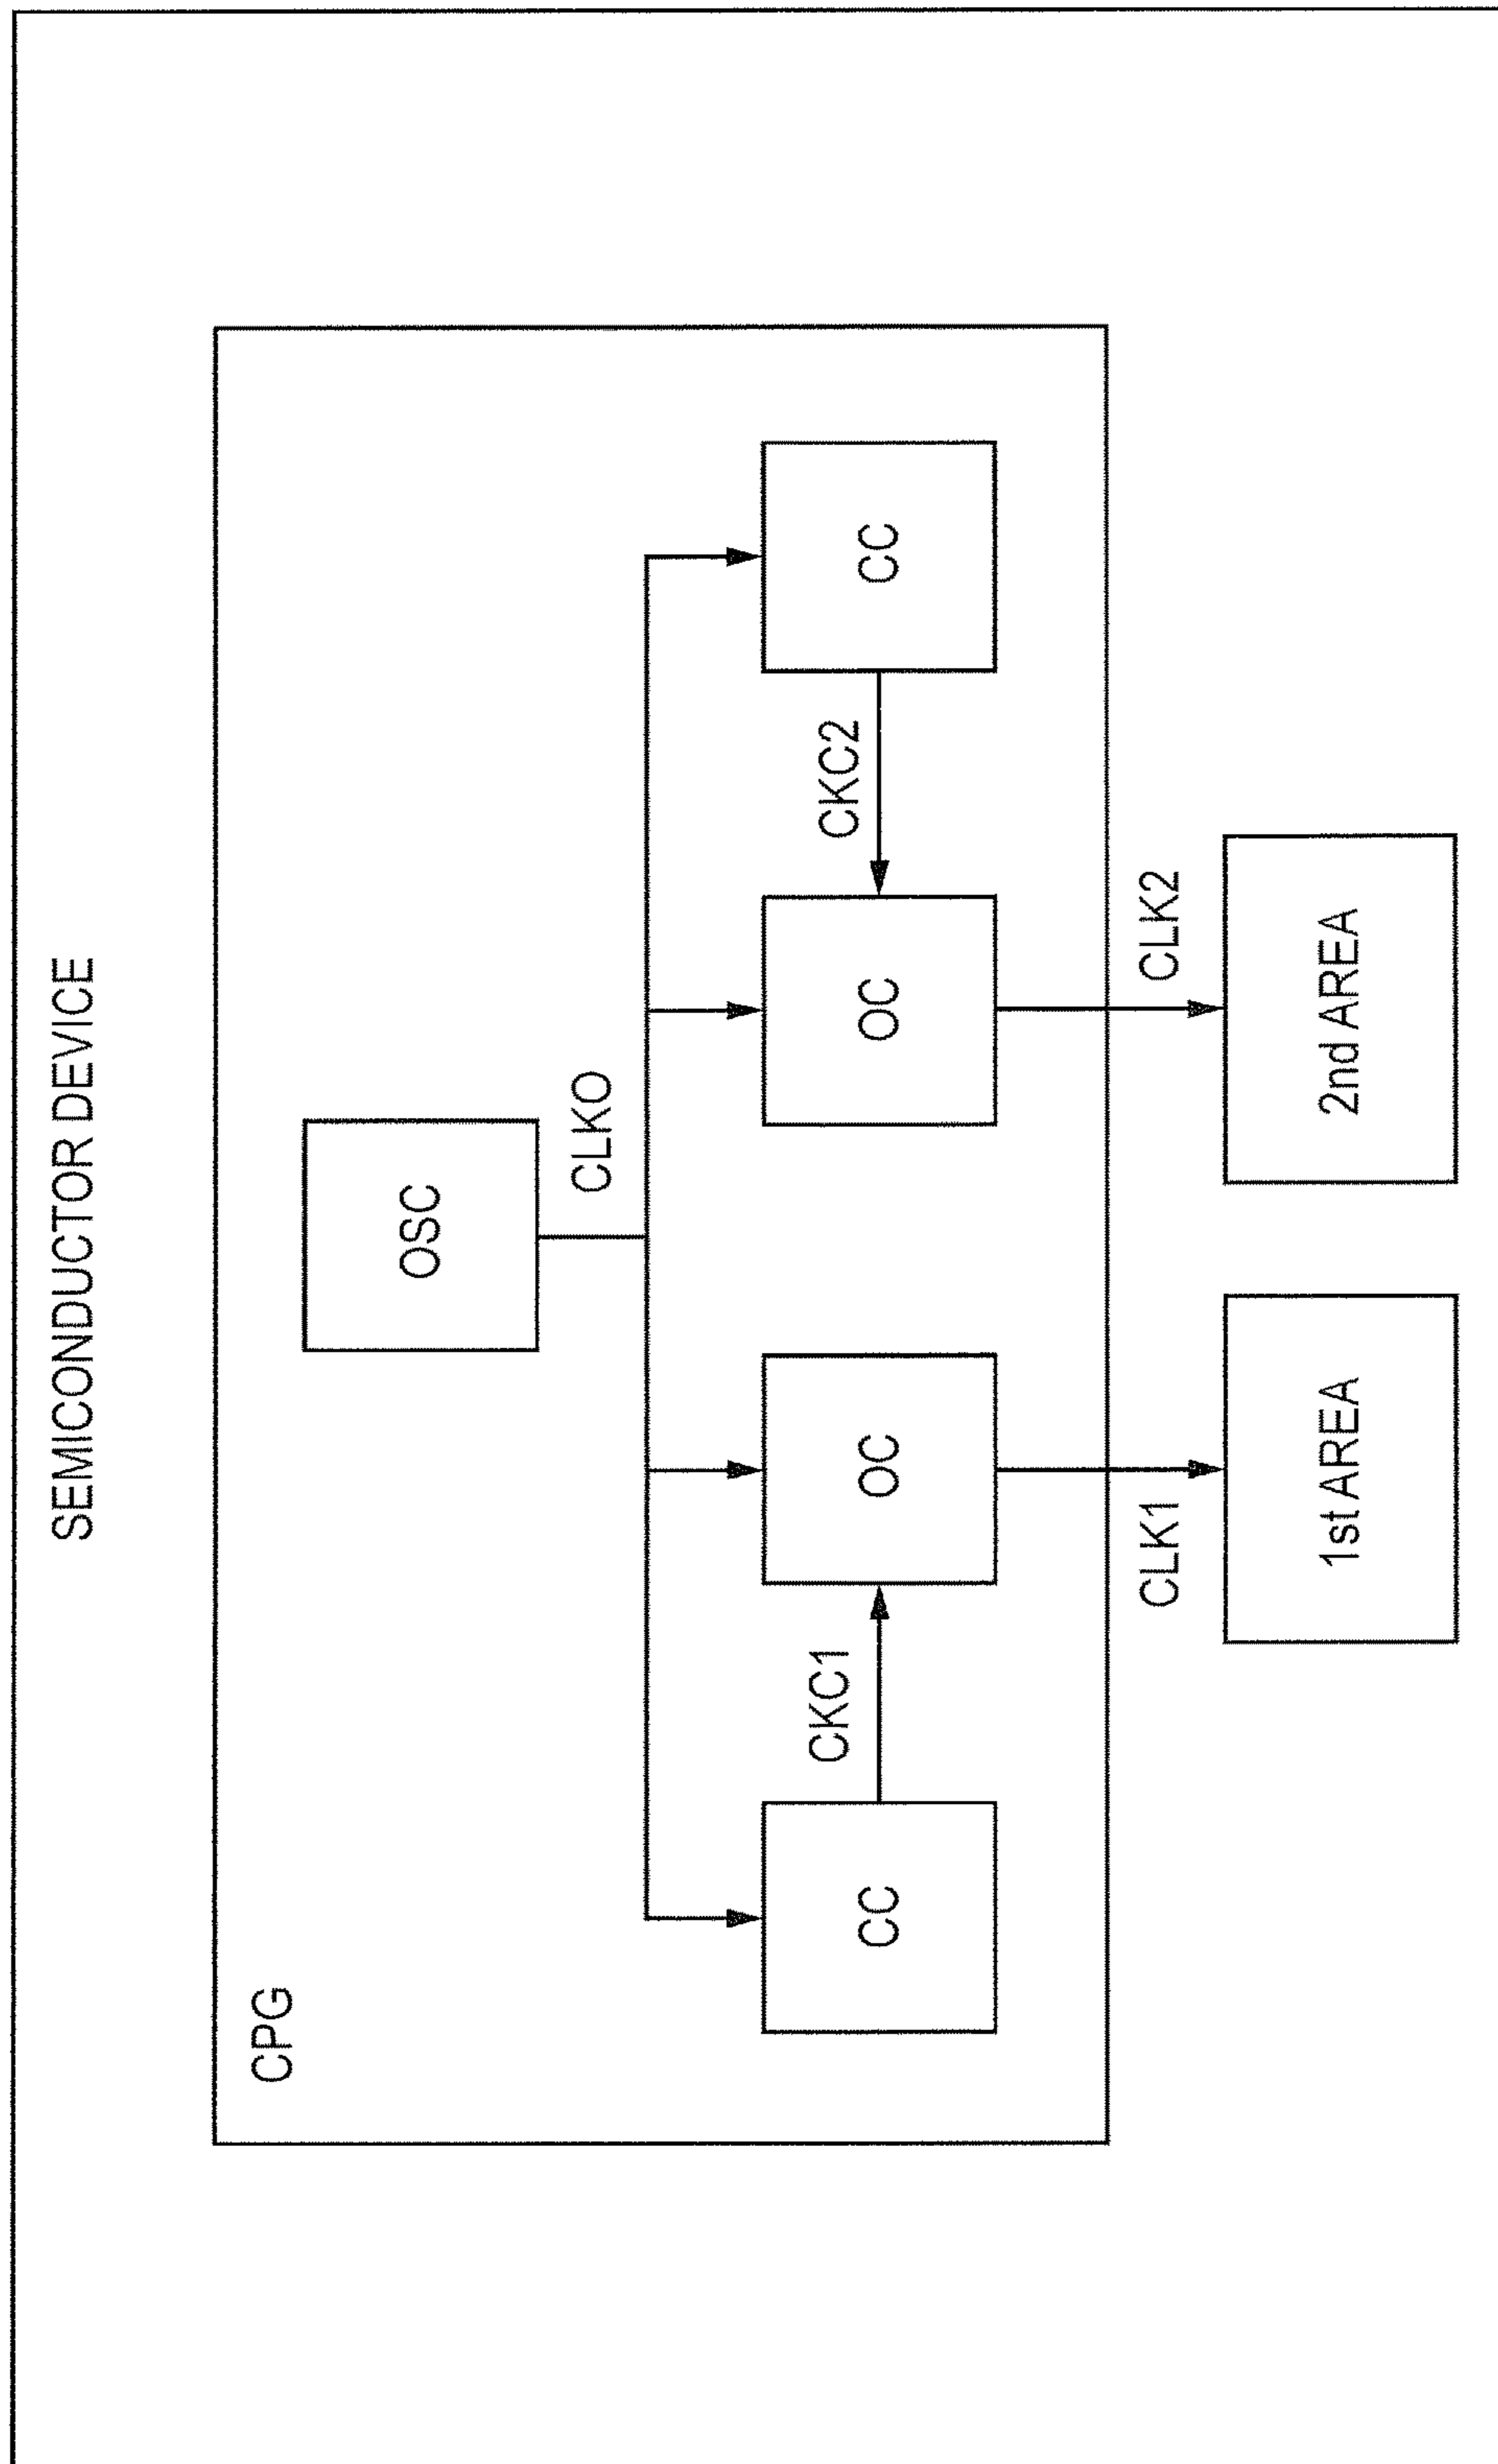 SEMICONDUCTOR DEVICE
CPG
OSC
CLKO
CC
CKC1
OC
OC
CKC2
CC
CLK1
CLK2
1st AREA
2nd AREA